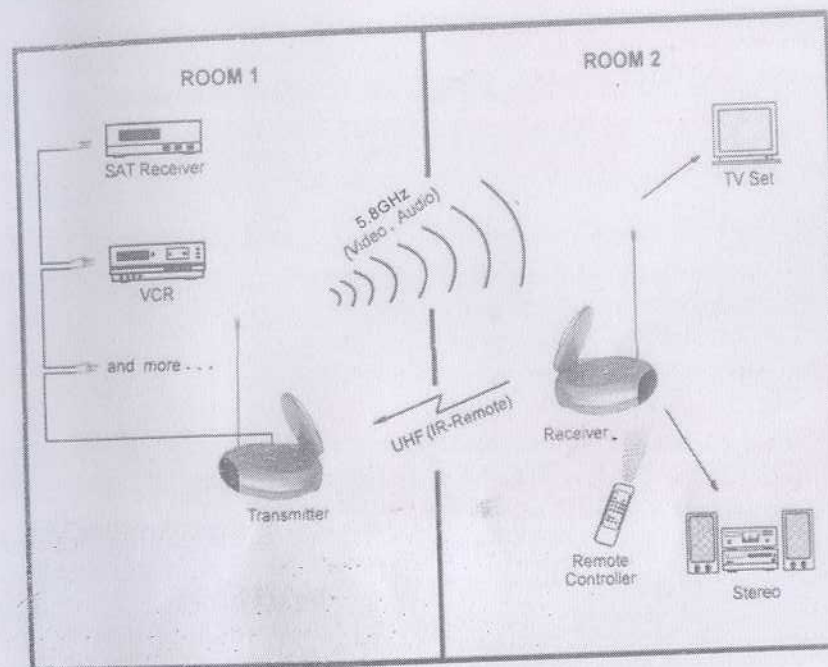 ROOM 1
ROOM 2
SAT Receiver
TV Set
5.8GHz
(Video , Audio)
VCR
and more . . .
UHF (IR-Remote)
Receiver
Transmitter
Remote
Controller
Stereo